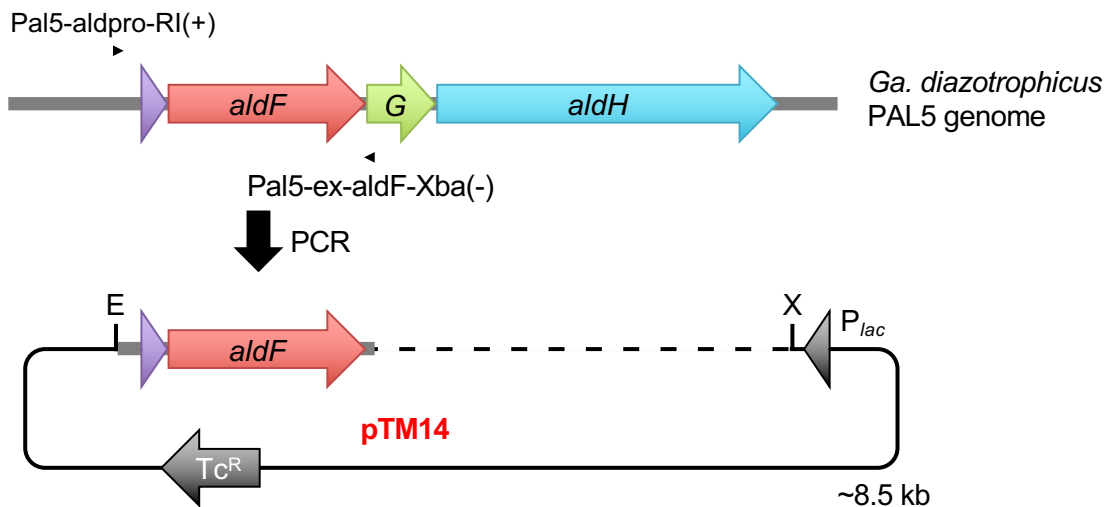 Pal5-aldpro-RI(+)
aldF
G
aldH
Ga. diazotrophicus
PAL5 genome
Pal5-ex-aldF-Xba(-)
PCR
E
aldF
X
Plac
pTM14
TcR
~8.5 kb